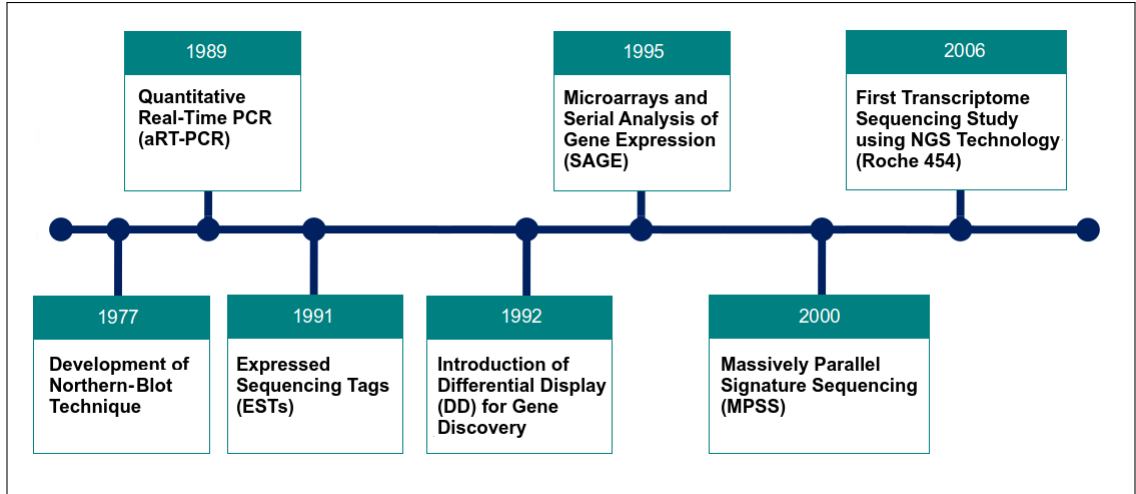 1989
Quantitative
Real-Time PCR
(aRT-PCR)
1995
Microarrays and
Serial Analysis of
Gene Expression
(SAGE)
2006
First Transcriptome
Sequencing Study
using NGS Technology
(Roche 454)
1977
Development of
Northern-Blot
Technique
1991
Expressed
Sequencing Tags
(ESTs)
1992
Introduction of
Differential Display
(DD) for Gene
Discovery
2000
Massively Parallel
Signature Sequencing
(MPSS)